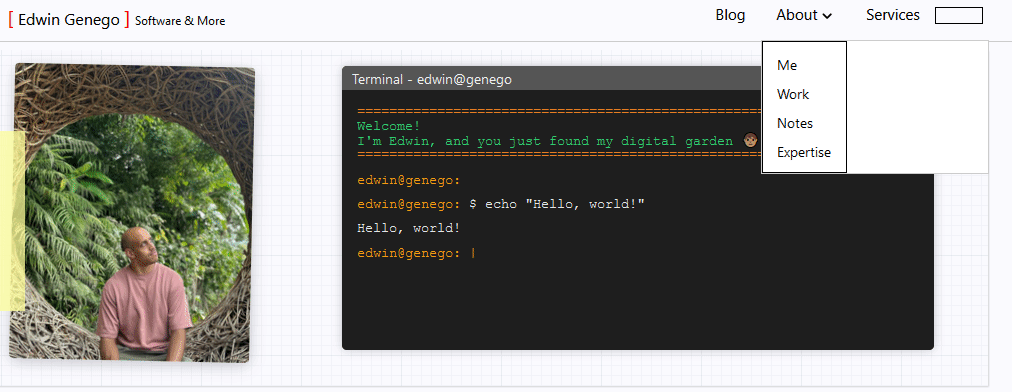 [ Edwin Genego ] Software & More
Blog
About
Services
Me
Work
Notes
Expertise
Terminal - edwin@genego
Welcome!
I'm Edwin, and you just found my digital garden
edwin@genego:
edwin@genego: $ echo "Hello, world!"
Hello, world!
edwin@genego: |